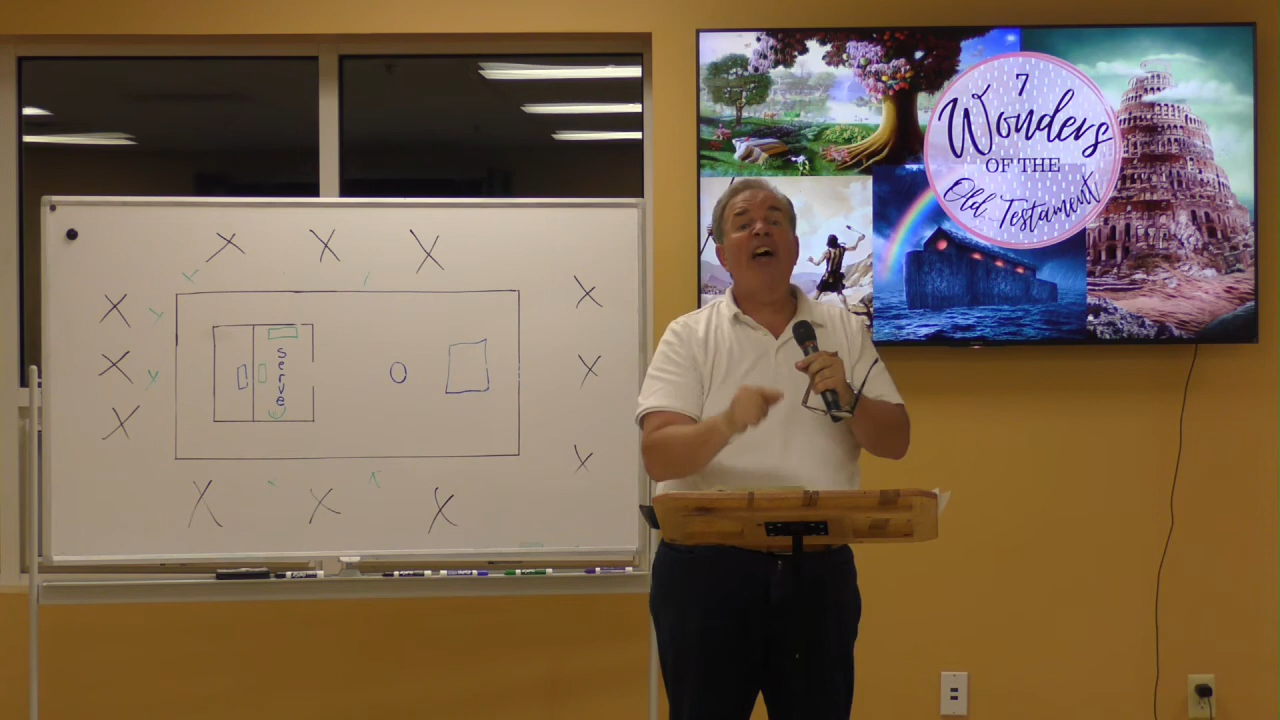 7
Wonders
OF THE
Old Testament
X X X
X X
X X
X X
X X X
serve